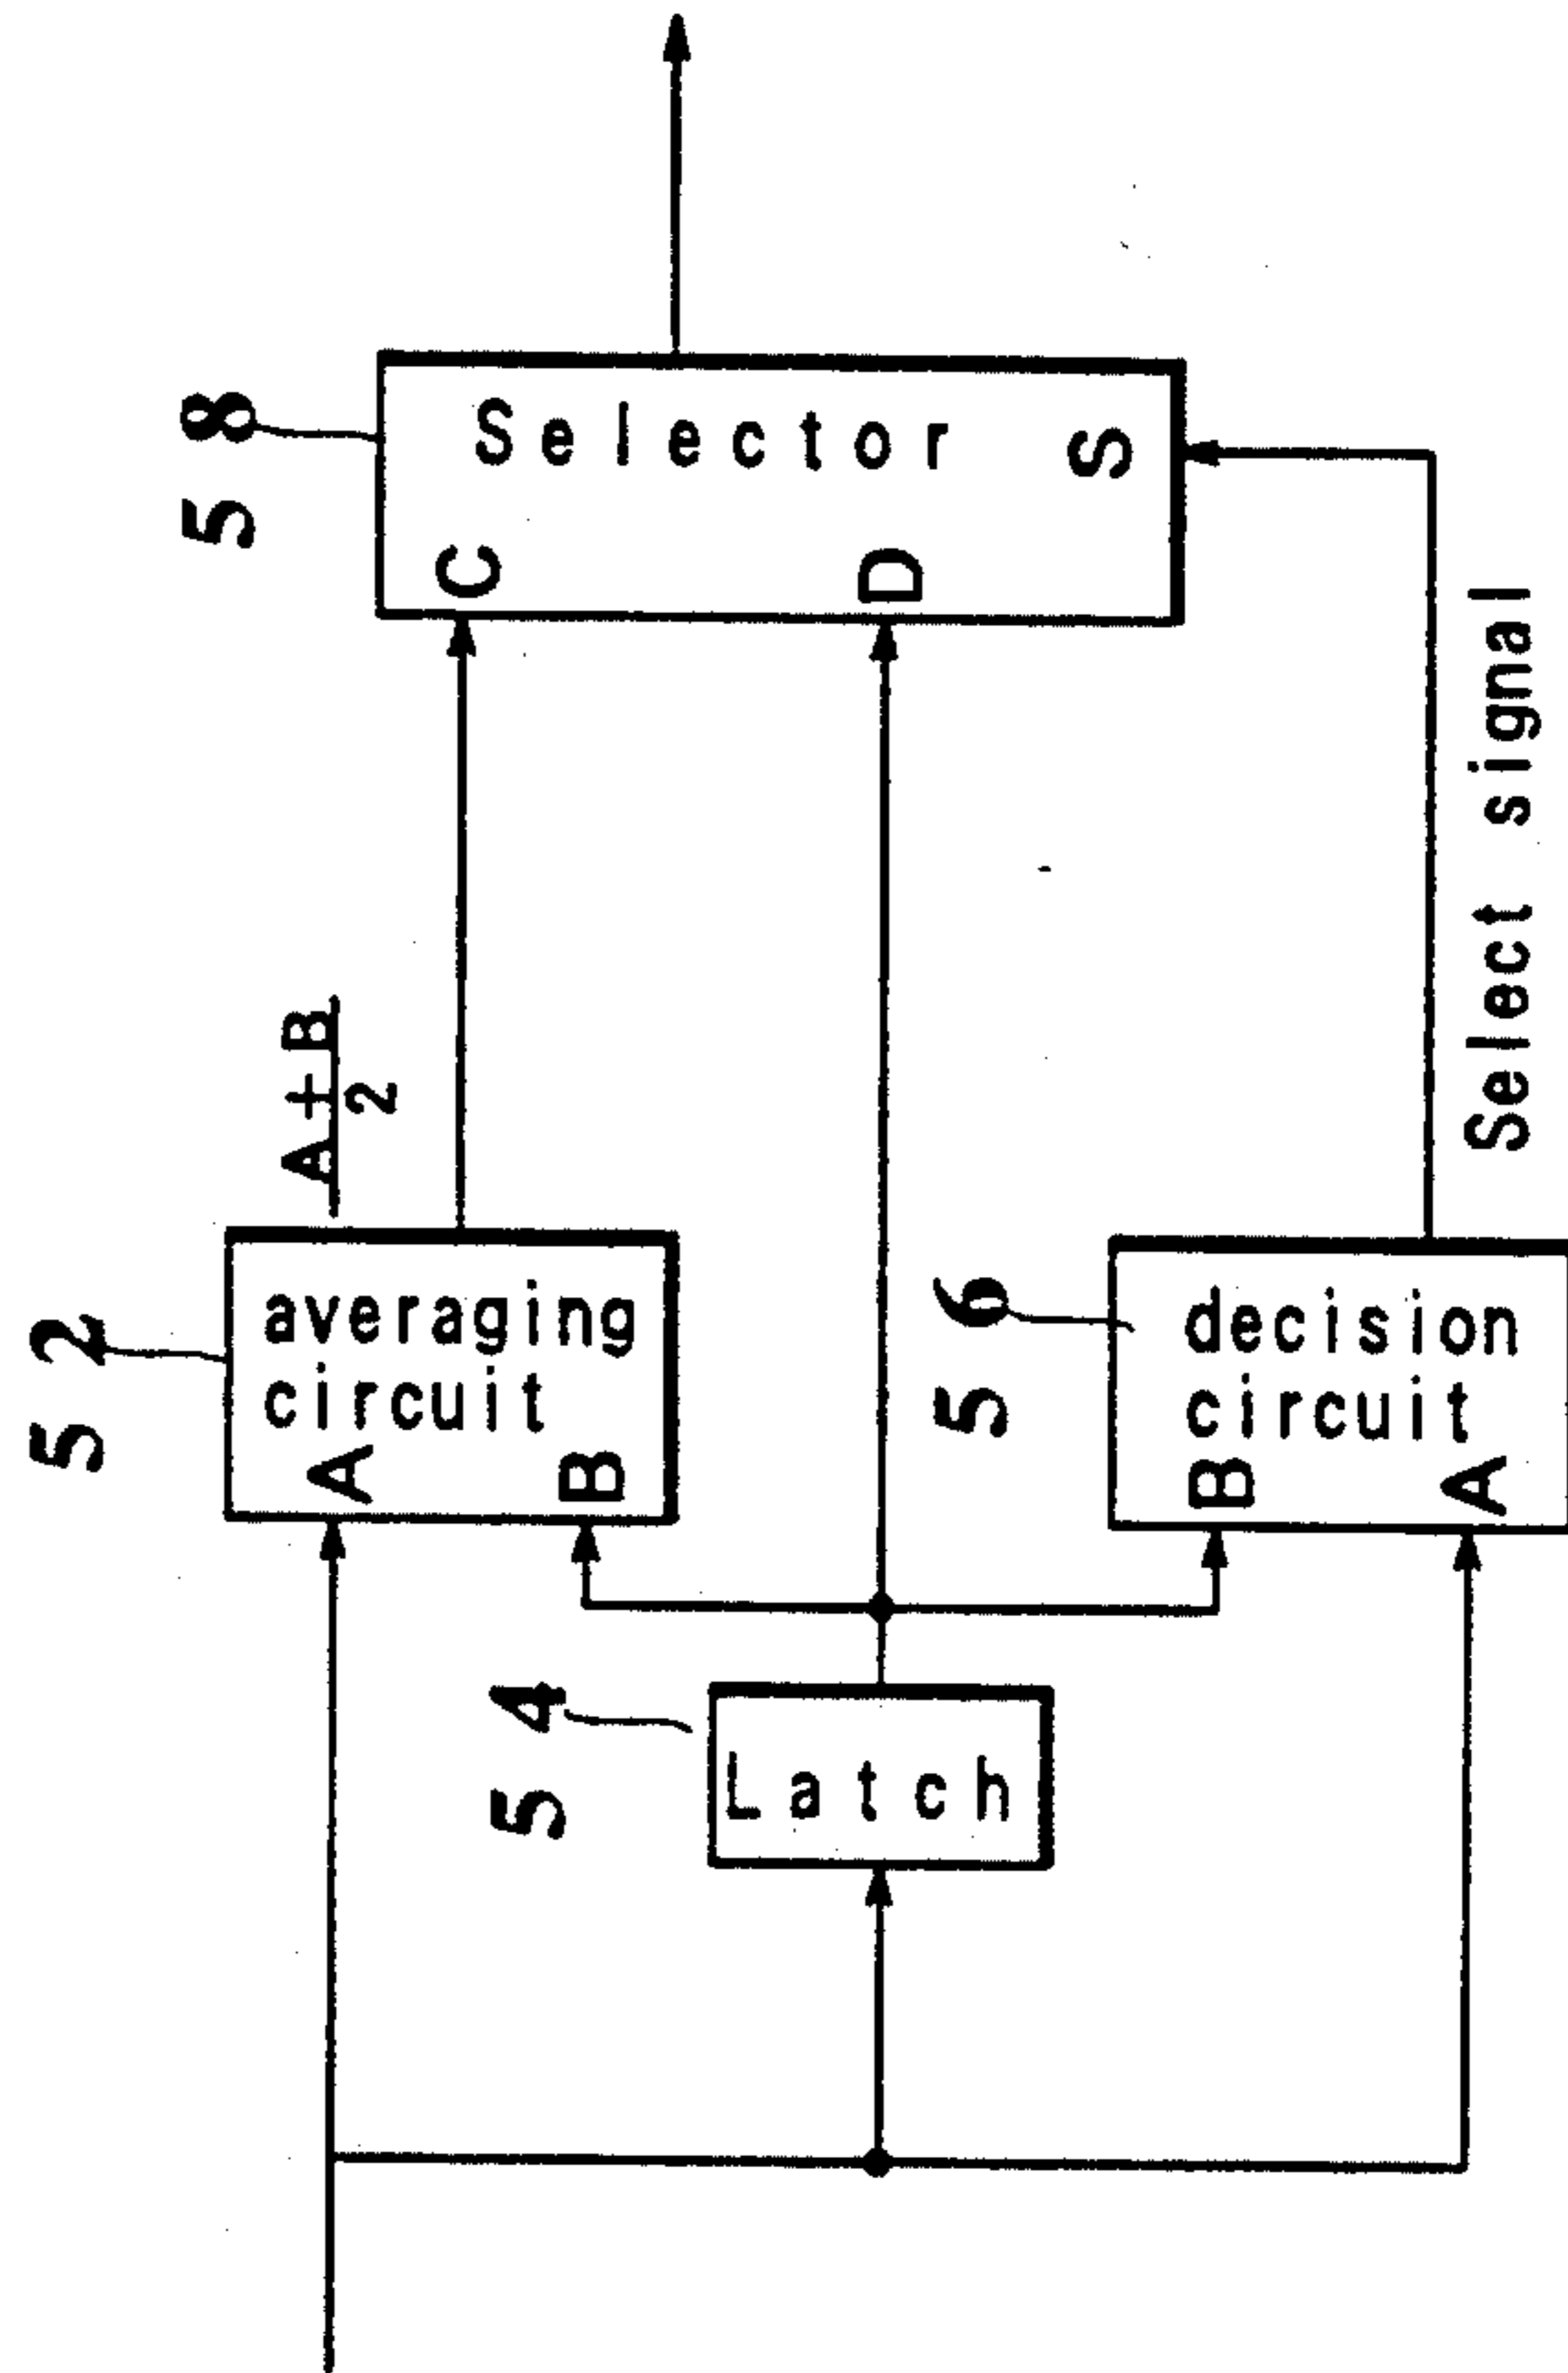 58
Selector
S
C
D
A+B
2
Select signal
52
averaging
circuit
A
B
56
decision
circuit
B
A
54
Latch